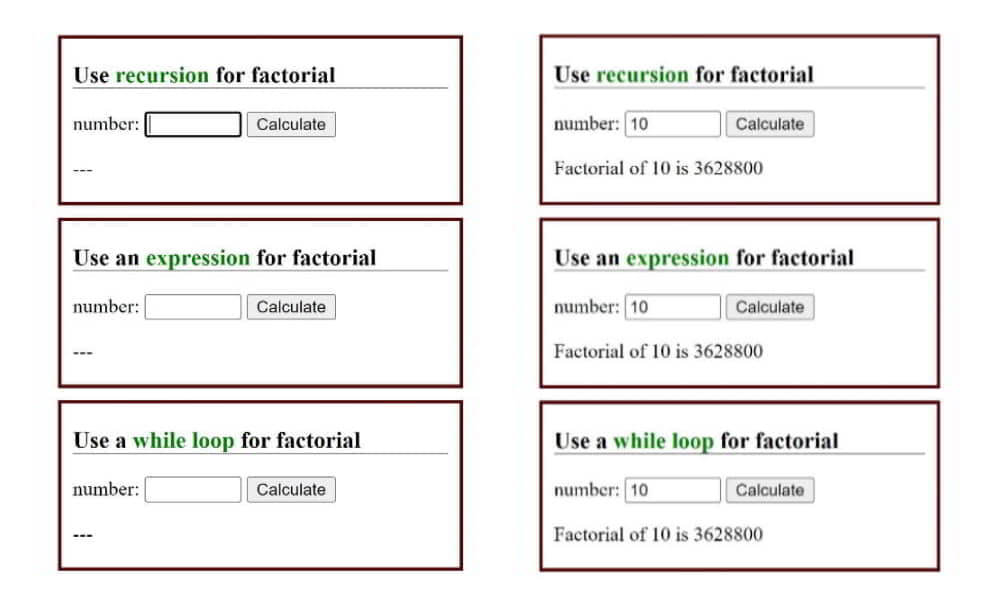 Use recursion for factorial
number: Calculate
---
Use an expression for factorial
number: Calculate
---
Use a while loop for factorial
number: Calculate
---
Use recursion for factorial
number: 10 Calculate
Factorial of 10 is 3628800
Use an expression for factorial
number: 10 Calculate
Factorial of 10 is 3628800
Use a while loop for factorial
number: 10 Calculate
Factorial of 10 is 3628800